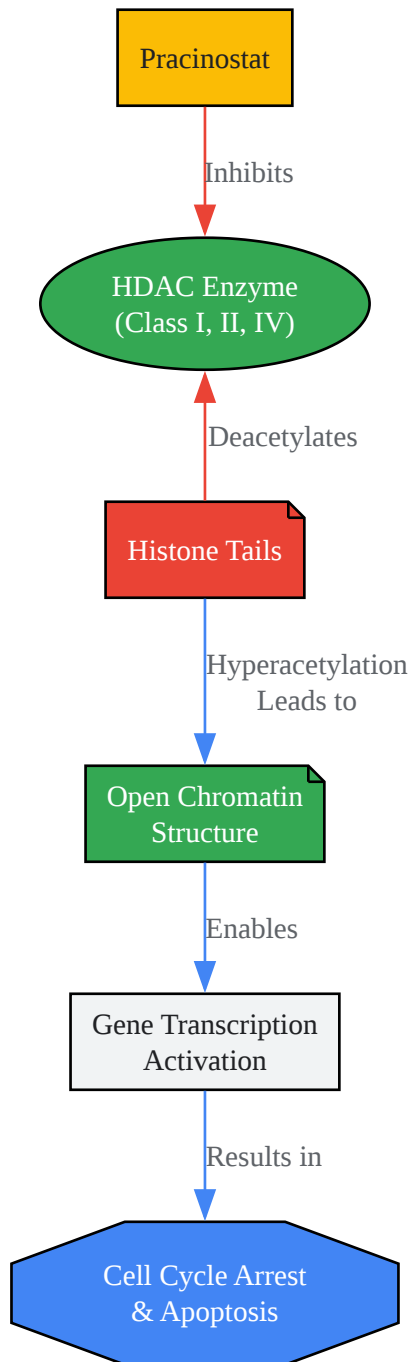 Pracinostat
Inhibits
HDAC Enzyme
(Class I, II, IV)
Deacetylates
Histone Tails
Hyperacetylation
Leads to
Open Chromatin
Structure
Enables
Gene Transcription
Activation
Results in
Cell Cycle Arrest
& Apoptosis